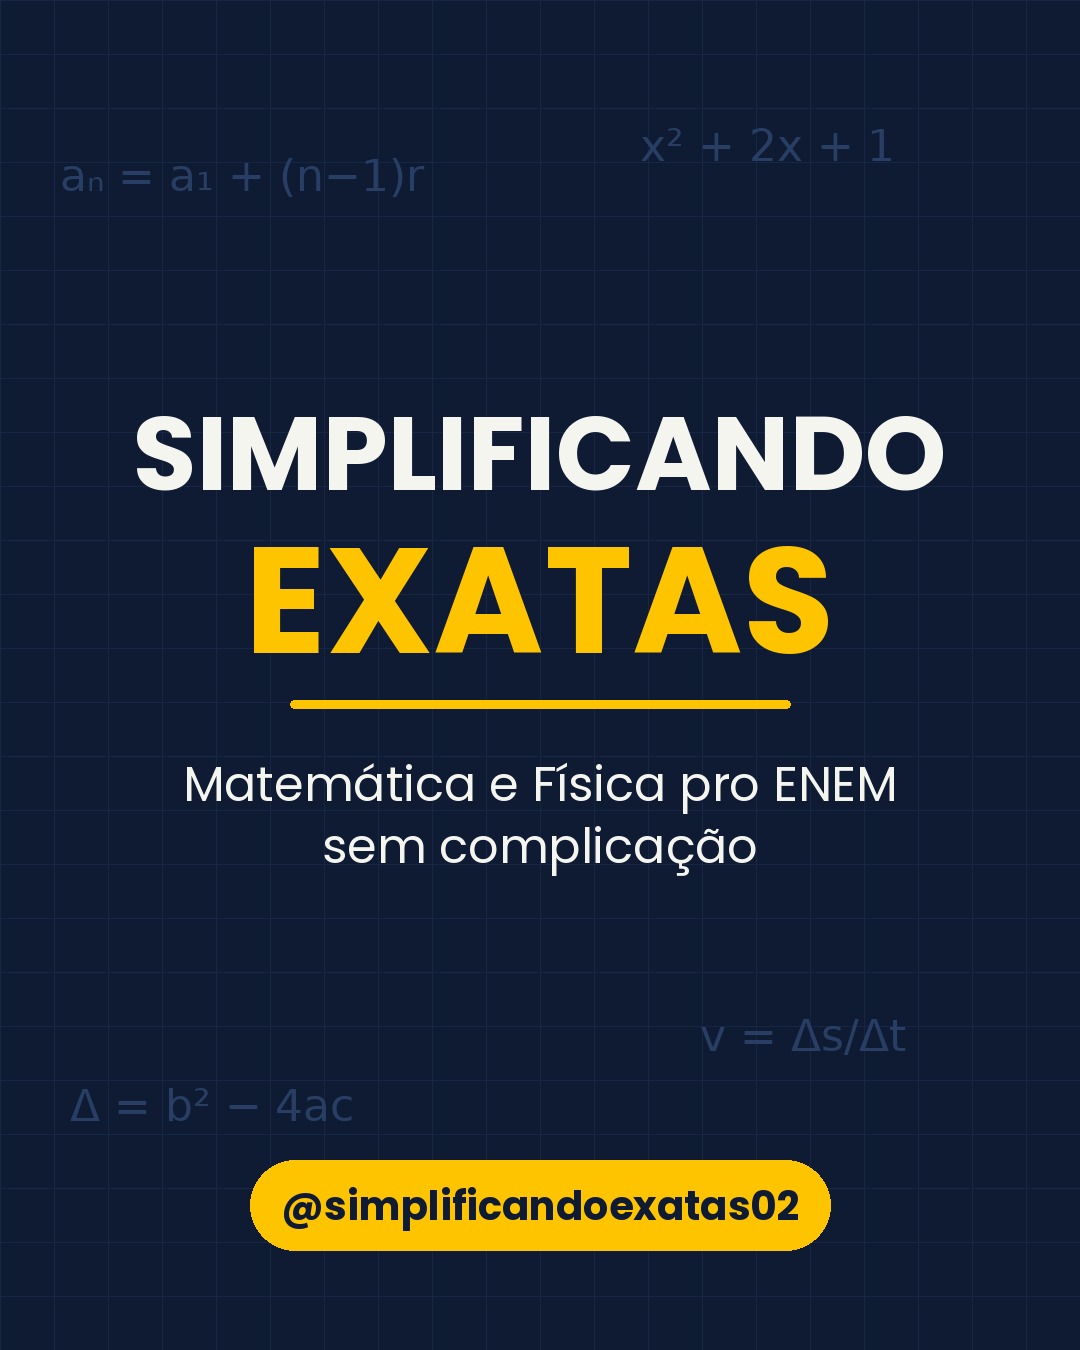 x² + 2x + 1
aₙ = a₁ + (n−1)r
SIMPLIFICANDO
EXATAS
Matemática e Física pro ENEM
sem complicação
v = Δs/Δt
Δ = b² − 4ac
@simplificandoexatas02